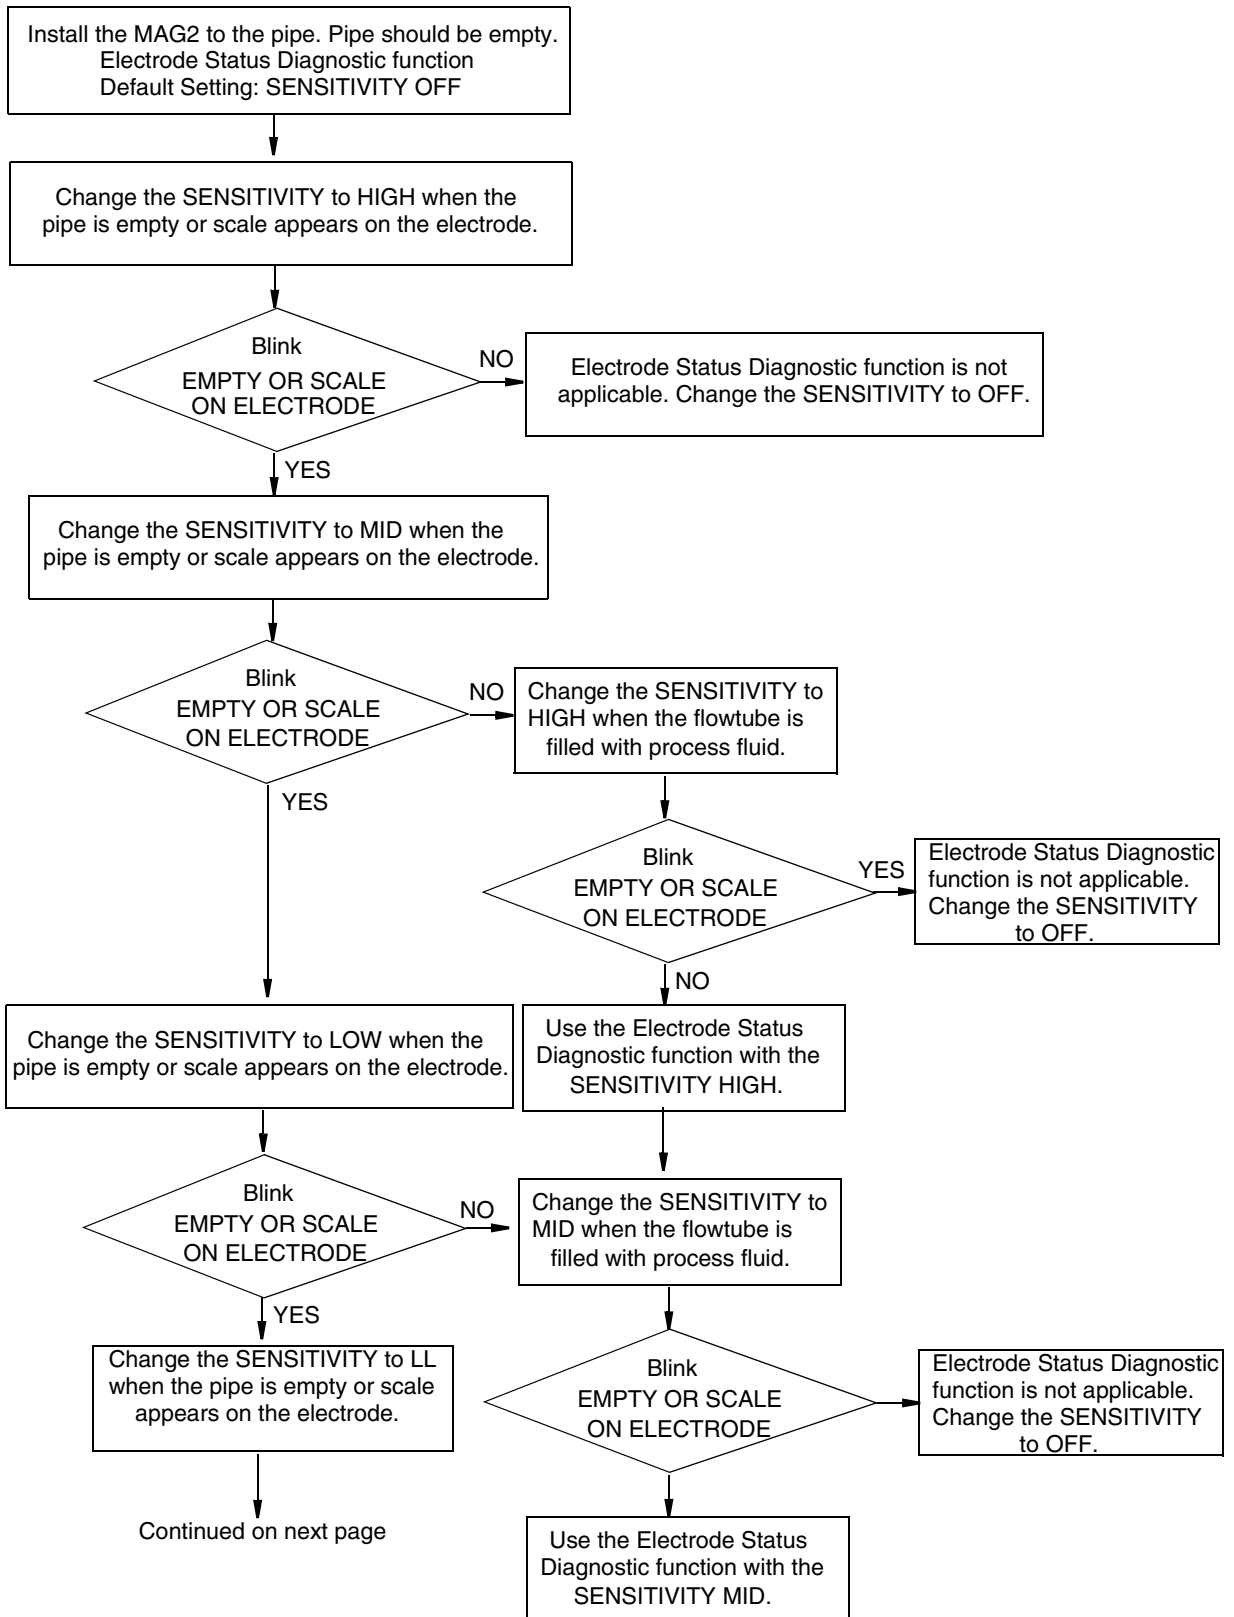 Install the MAG2 to the pipe. Pipe should be empty.
Electrode Status Diagnostic function
Default Setting: SENSITIVITY OFF
Change the SENSITIVITY to HIGH when the
pipe is empty or scale appears on the electrode.
Blink
EMPTY OR SCALE
ON ELECTRODE
NO
Electrode Status Diagnostic function is not
applicable. Change the SENSITIVITY to OFF.
YES
Change the SENSITIVITY to MID when the
pipe is empty or scale appears on the electrode.
Blink
EMPTY OR SCALE
ON ELECTRODE
NO
Change the SENSITIVITY to
HIGH when the flowtube is
filled with process fluid.
YES
Blink
EMPTY OR SCALE
ON ELECTRODE
YES
Electrode Status Diagnostic
function is not applicable.
Change the SENSITIVITY
to OFF.
NO
Use the Electrode Status
Diagnostic function with the
SENSITIVITY HIGH.
Change the SENSITIVITY to LOW when the
pipe is empty or scale appears on the electrode.
Blink
EMPTY OR SCALE
ON ELECTRODE
NO
Change the SENSITIVITY to
MID when the flowtube is
filled with process fluid.
YES
Change the SENSITIVITY to LL
when the pipe is empty or scale
appears on the electrode.
Blink
EMPTY OR SCALE
ON ELECTRODE
Electrode Status Diagnostic
function is not applicable.
Change the SENSITIVITY
to OFF.
Continued on next page
Use the Electrode Status
Diagnostic function with the
SENSITIVITY MID.